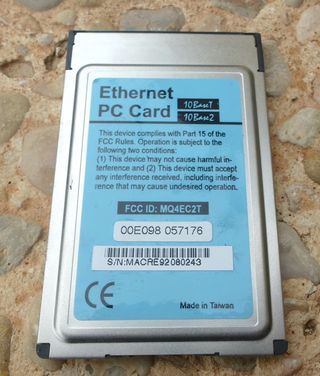 Ethernet
PC Card
10BaseT
10Base2
This device complies with Part 15 of the
FCC Rules. Operation is subject to the
following two conditions:
(1) This device may not cause harmful in-
terference and (2) This device must accept
any interference received, including interfe-
rence that may cause undesired operation.
FCC ID: MQ4EC2T
00E098 057176
S/N:MACRE92080243
CE
Made in Taiwan